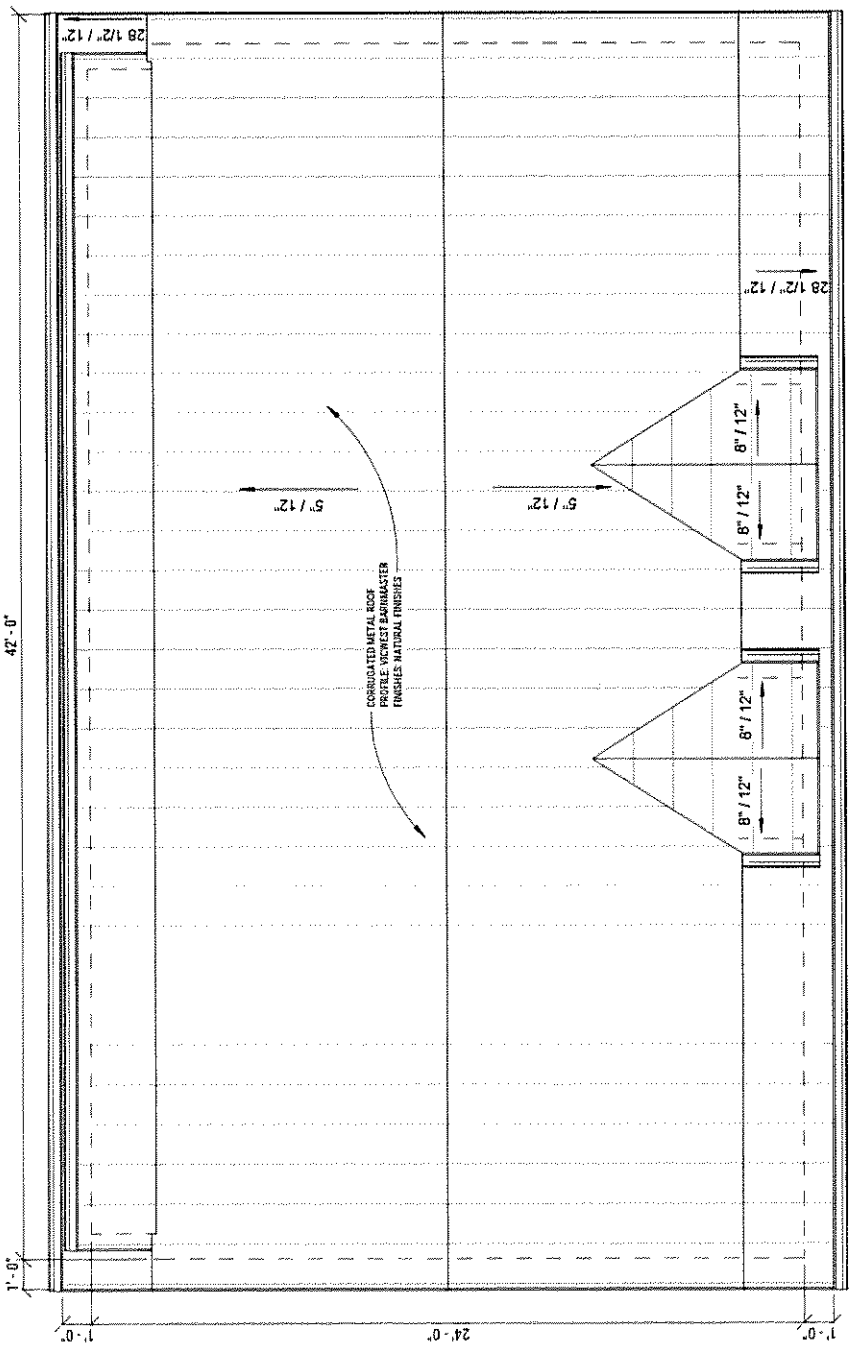 42' - 0"
1' - 0"
28 1/2" / 12"
1' - 0"
24' - 0"
1' - 0"
5" / 12"
5" / 12"
CORRUGATED METAL ROOF
PROFILE: VICWEST BARNMASTER
FINISHES: NATURAL FINISHES
28 1/2" / 12"
8" / 12"
8" / 12"
8" / 12"
8" / 12"